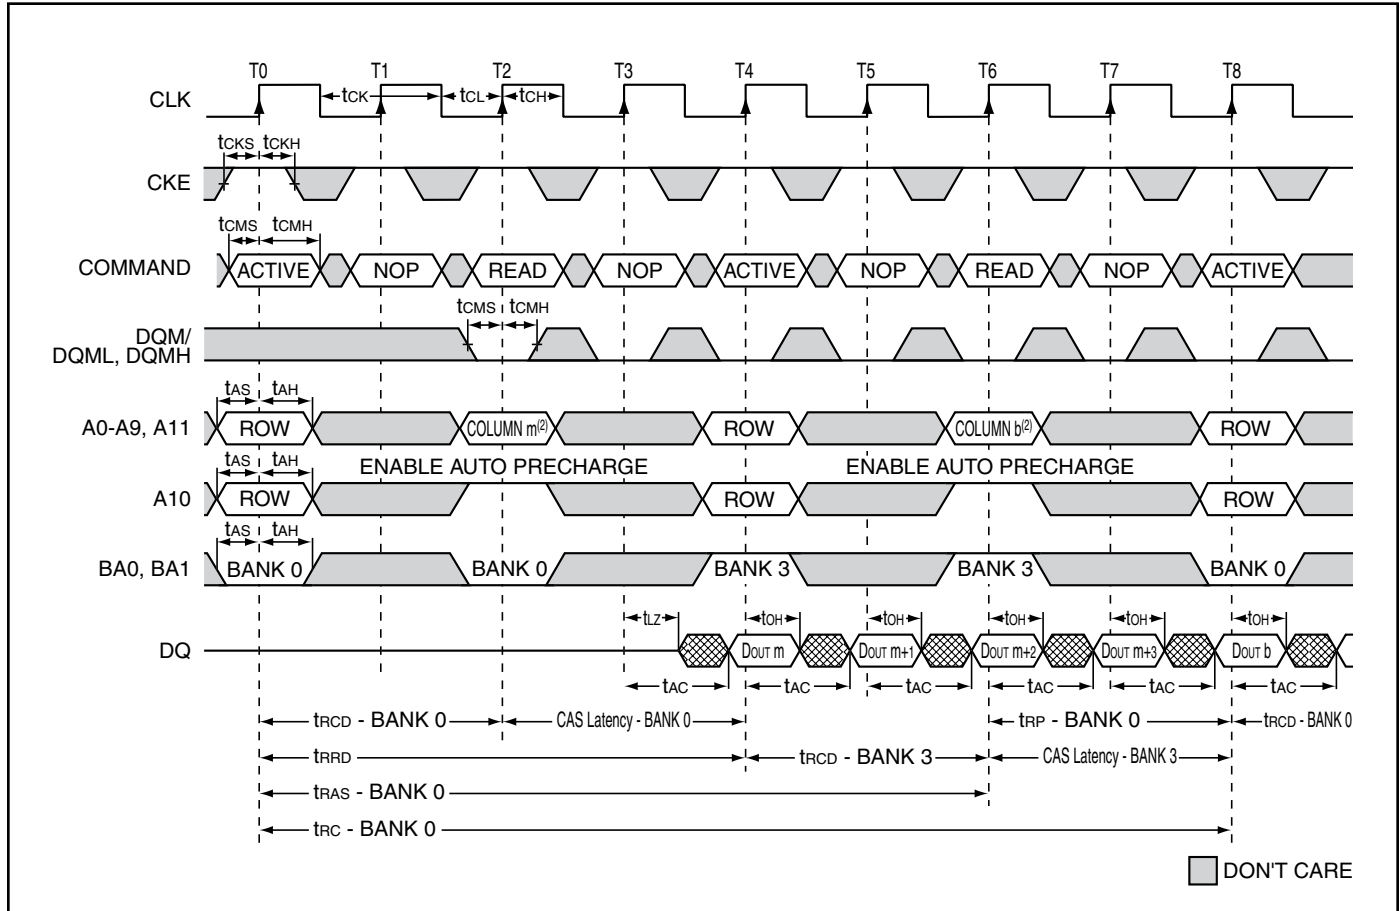 T0 T1 T2 T3 T4 T5 T6 T7 T8
CLK tCK tCL tCH
tCKS tCKH
CKE
tCMS tCMH
COMMAND ACTIVE NOP READ NOP ACTIVE NOP READ NOP ACTIVE
tCMS tCMH
DQM/
DQML, DQMH
tAS tAH
A0-A9, A11 ROW COLUMN m(2) ROW COLUMN b(2) ROW
tAS tAH ENABLE AUTO PRECHARGE ENABLE AUTO PRECHARGE
A10 ROW ROW ROW
tAS tAH
BA0, BA1 BANK 0 BANK 0 BANK 3 BANK 3 BANK 0
tLZ tOH tOH tOH tOH tOH
DQ DOUT m DOUT m+1 DOUT m+2 DOUT m+3 DOUT b
tAC tAC tAC tAC tAC tAC
tRCD - BANK 0 CAS Latency - BANK 0 tRP - BANK 0 tRCD - BANK 0
tRRD tRCD - BANK 3 CAS Latency - BANK 3
tRAS - BANK 0
tRC - BANK 0
DON'T CARE